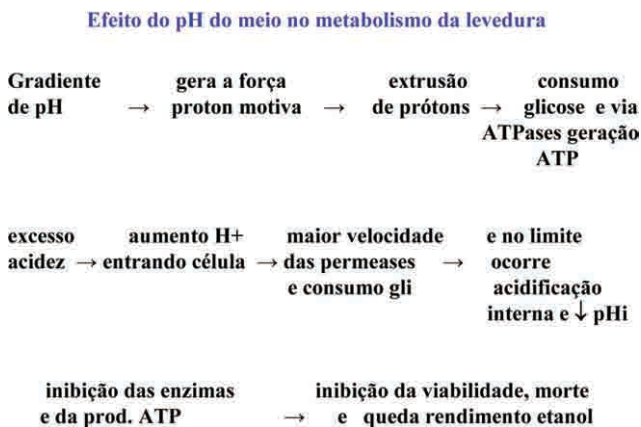 Efeito do pH do meio no metabolismo da levedura
Gradiente gera a força extrusão consumo
de pH → proton motiva → de prótons → glicose e via
ATPases geração
ATP
excesso aumento H+ maior velocidade e no limite
acidez → entrando célula → das permeases → ocorre
e consumo gli acidificação
interna e ↓ pHi
inibição das enzimas inibição da viabilidade, morte
e da prod. ATP → e queda rendimento etanol